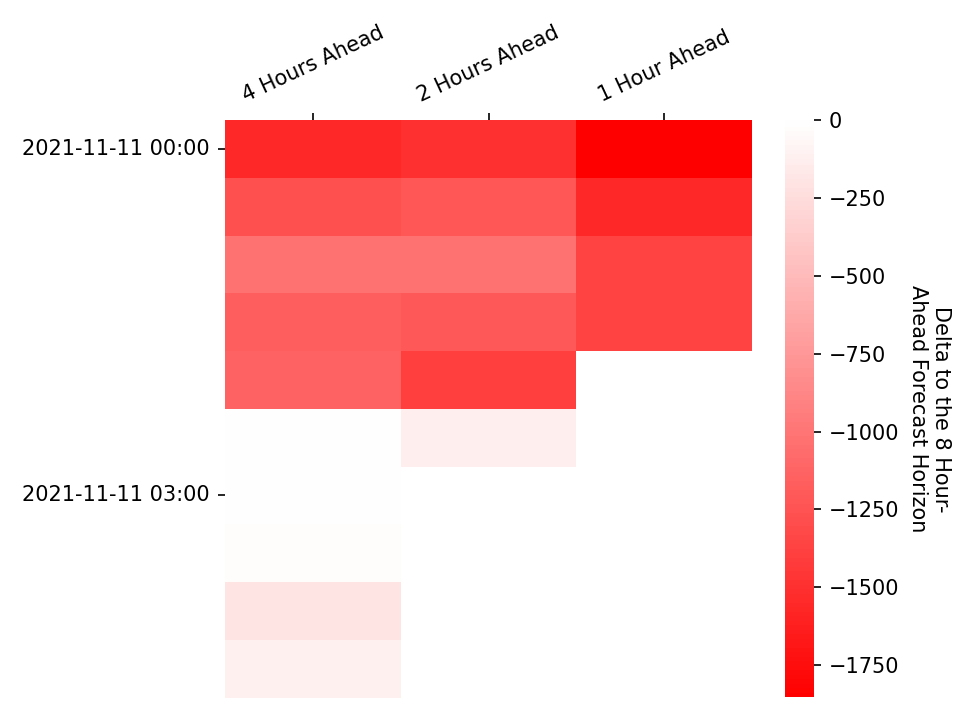 4 Hours Ahead
2 Hours Ahead
1 Hour Ahead
2021-11-11 00:00
2021-11-11 03:00
0
−250
−500
−750
−1000
−1250
−1500
−1750
Delta to the 8 Hour-
Ahead Forecast Horizon